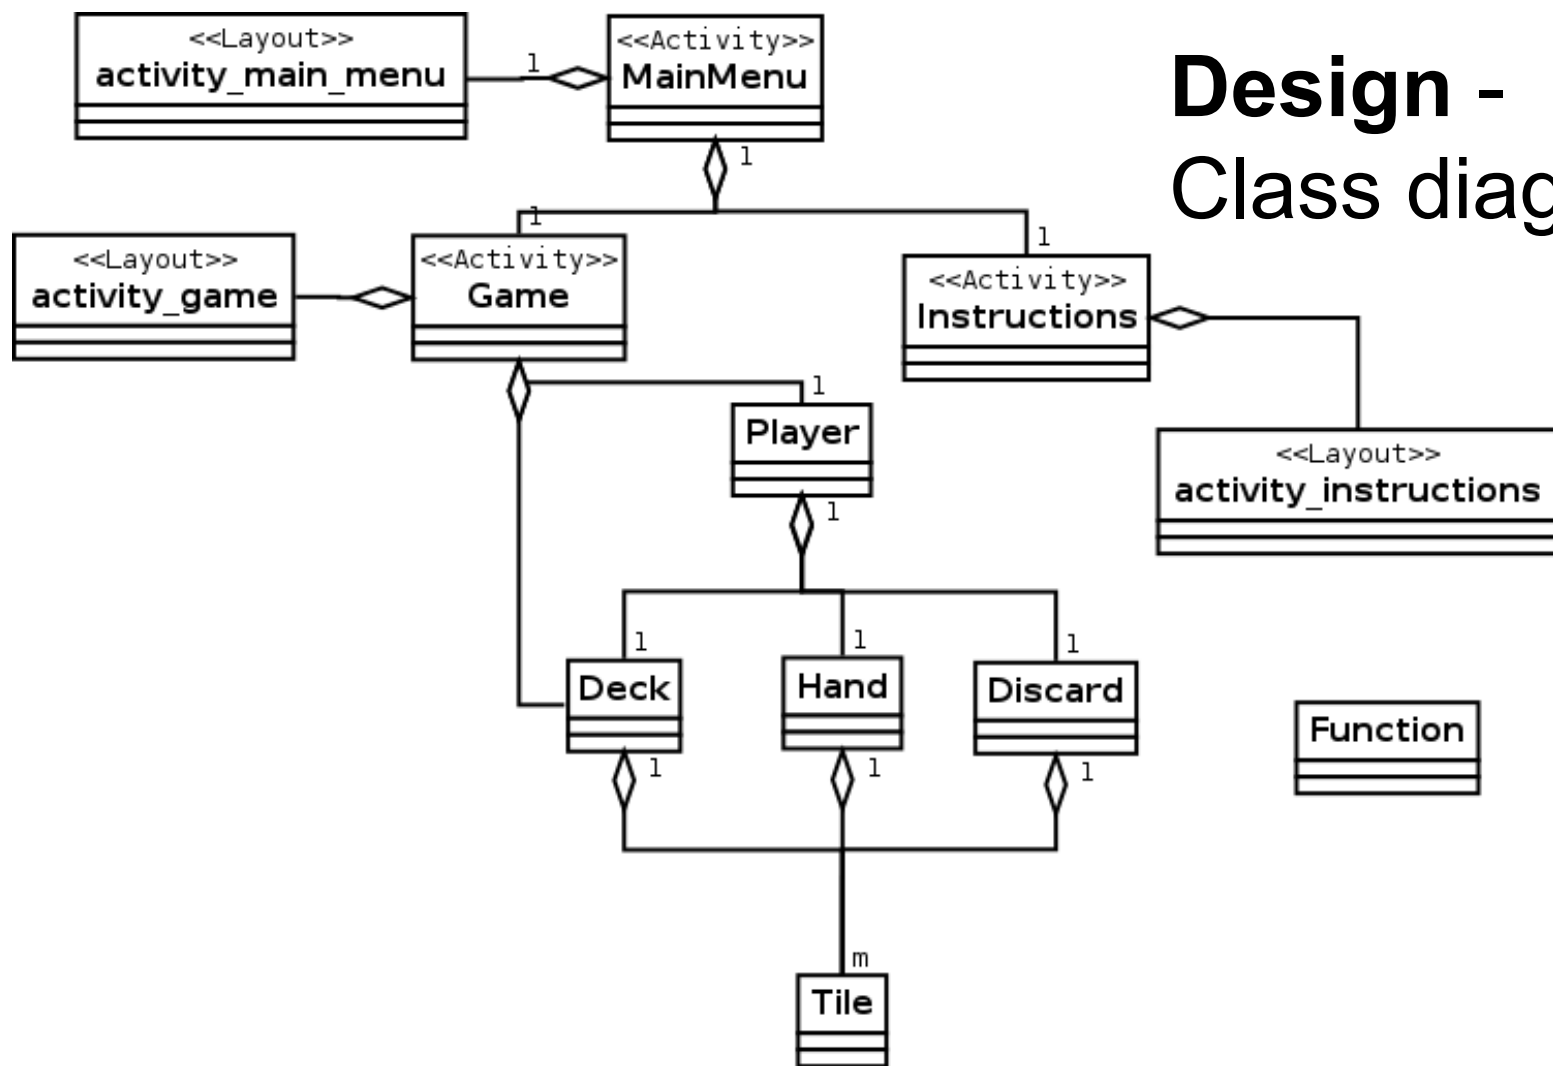 <<Layout>>
activity_main_menu
1
<<Activity>>
MainMenu
1
Design -
Class diag
1
1
<<Layout>>
activity_game
<<Activity>>
Game
<<Activity>>
Instructions
1
Player
1
<<Layout>>
activity_instructions
1
1
1
Deck
Hand
Discard
Function
1
1
1
m
Tile